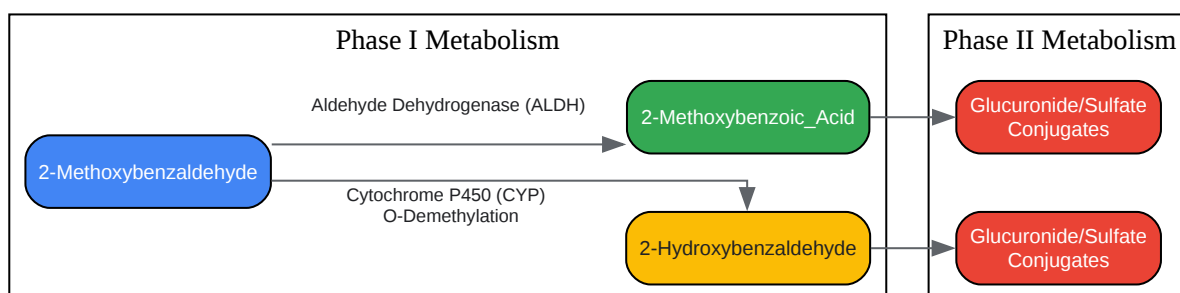 Phase I Metabolism
Phase II Metabolism
Aldehyde Dehydrogenase (ALDH)
2-Methoxybenzoic_Acid
Glucuronide/Sulfate
Conjugates
2-Methoxybenzaldehyde
Cytochrome P450 (CYP)
O-Demethylation
2-Hydroxybenzaldehyde
Glucuronide/Sulfate
Conjugates